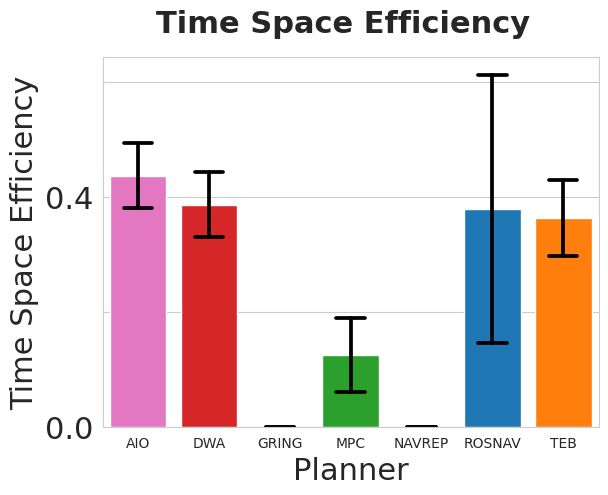 Time Space Efficiency
Time Space Efficiency
0.4
0.0
AIO DWA GRING MPC NAVREP ROSNAV TEB
Planner